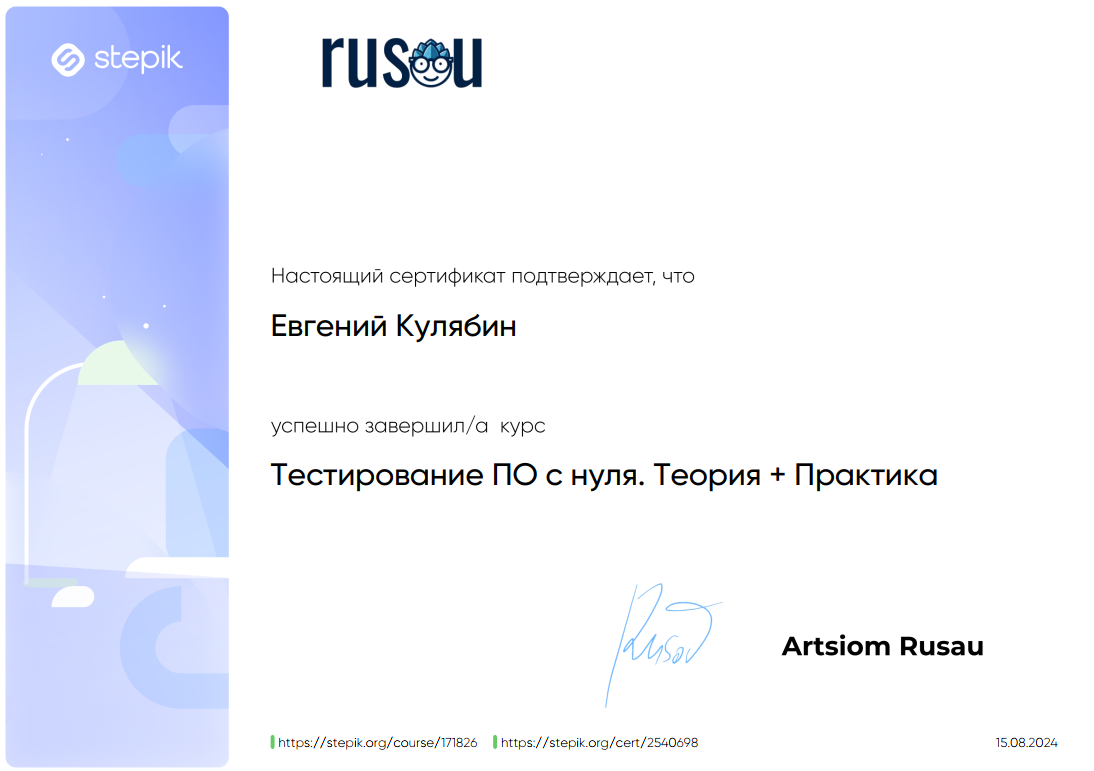 stepik
rusau
Настоящий сертификат подтверждает, что
Евгений Кулябин
успешно завершил/а курс
Тестирование ПО с нуля. Теория + Практика
Rusau
Artsiom Rusau
https://stepik.org/course/171826 https://stepik.org/cert/2540698 15.08.2024